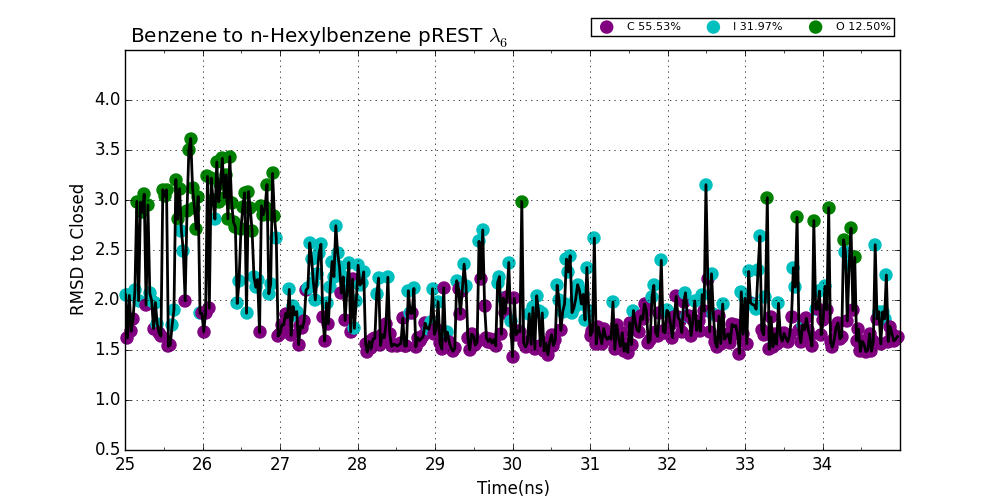 Benzene to n-Hexylbenzene pREST λ₆
C 55.53% I 31.97% O 12.50%
RMSD to Closed
4.0
3.5
3.0
2.5
2.0
1.5
1.0
0.5
25 26 27 28 29 30 31 32 33 34
Time(ns)